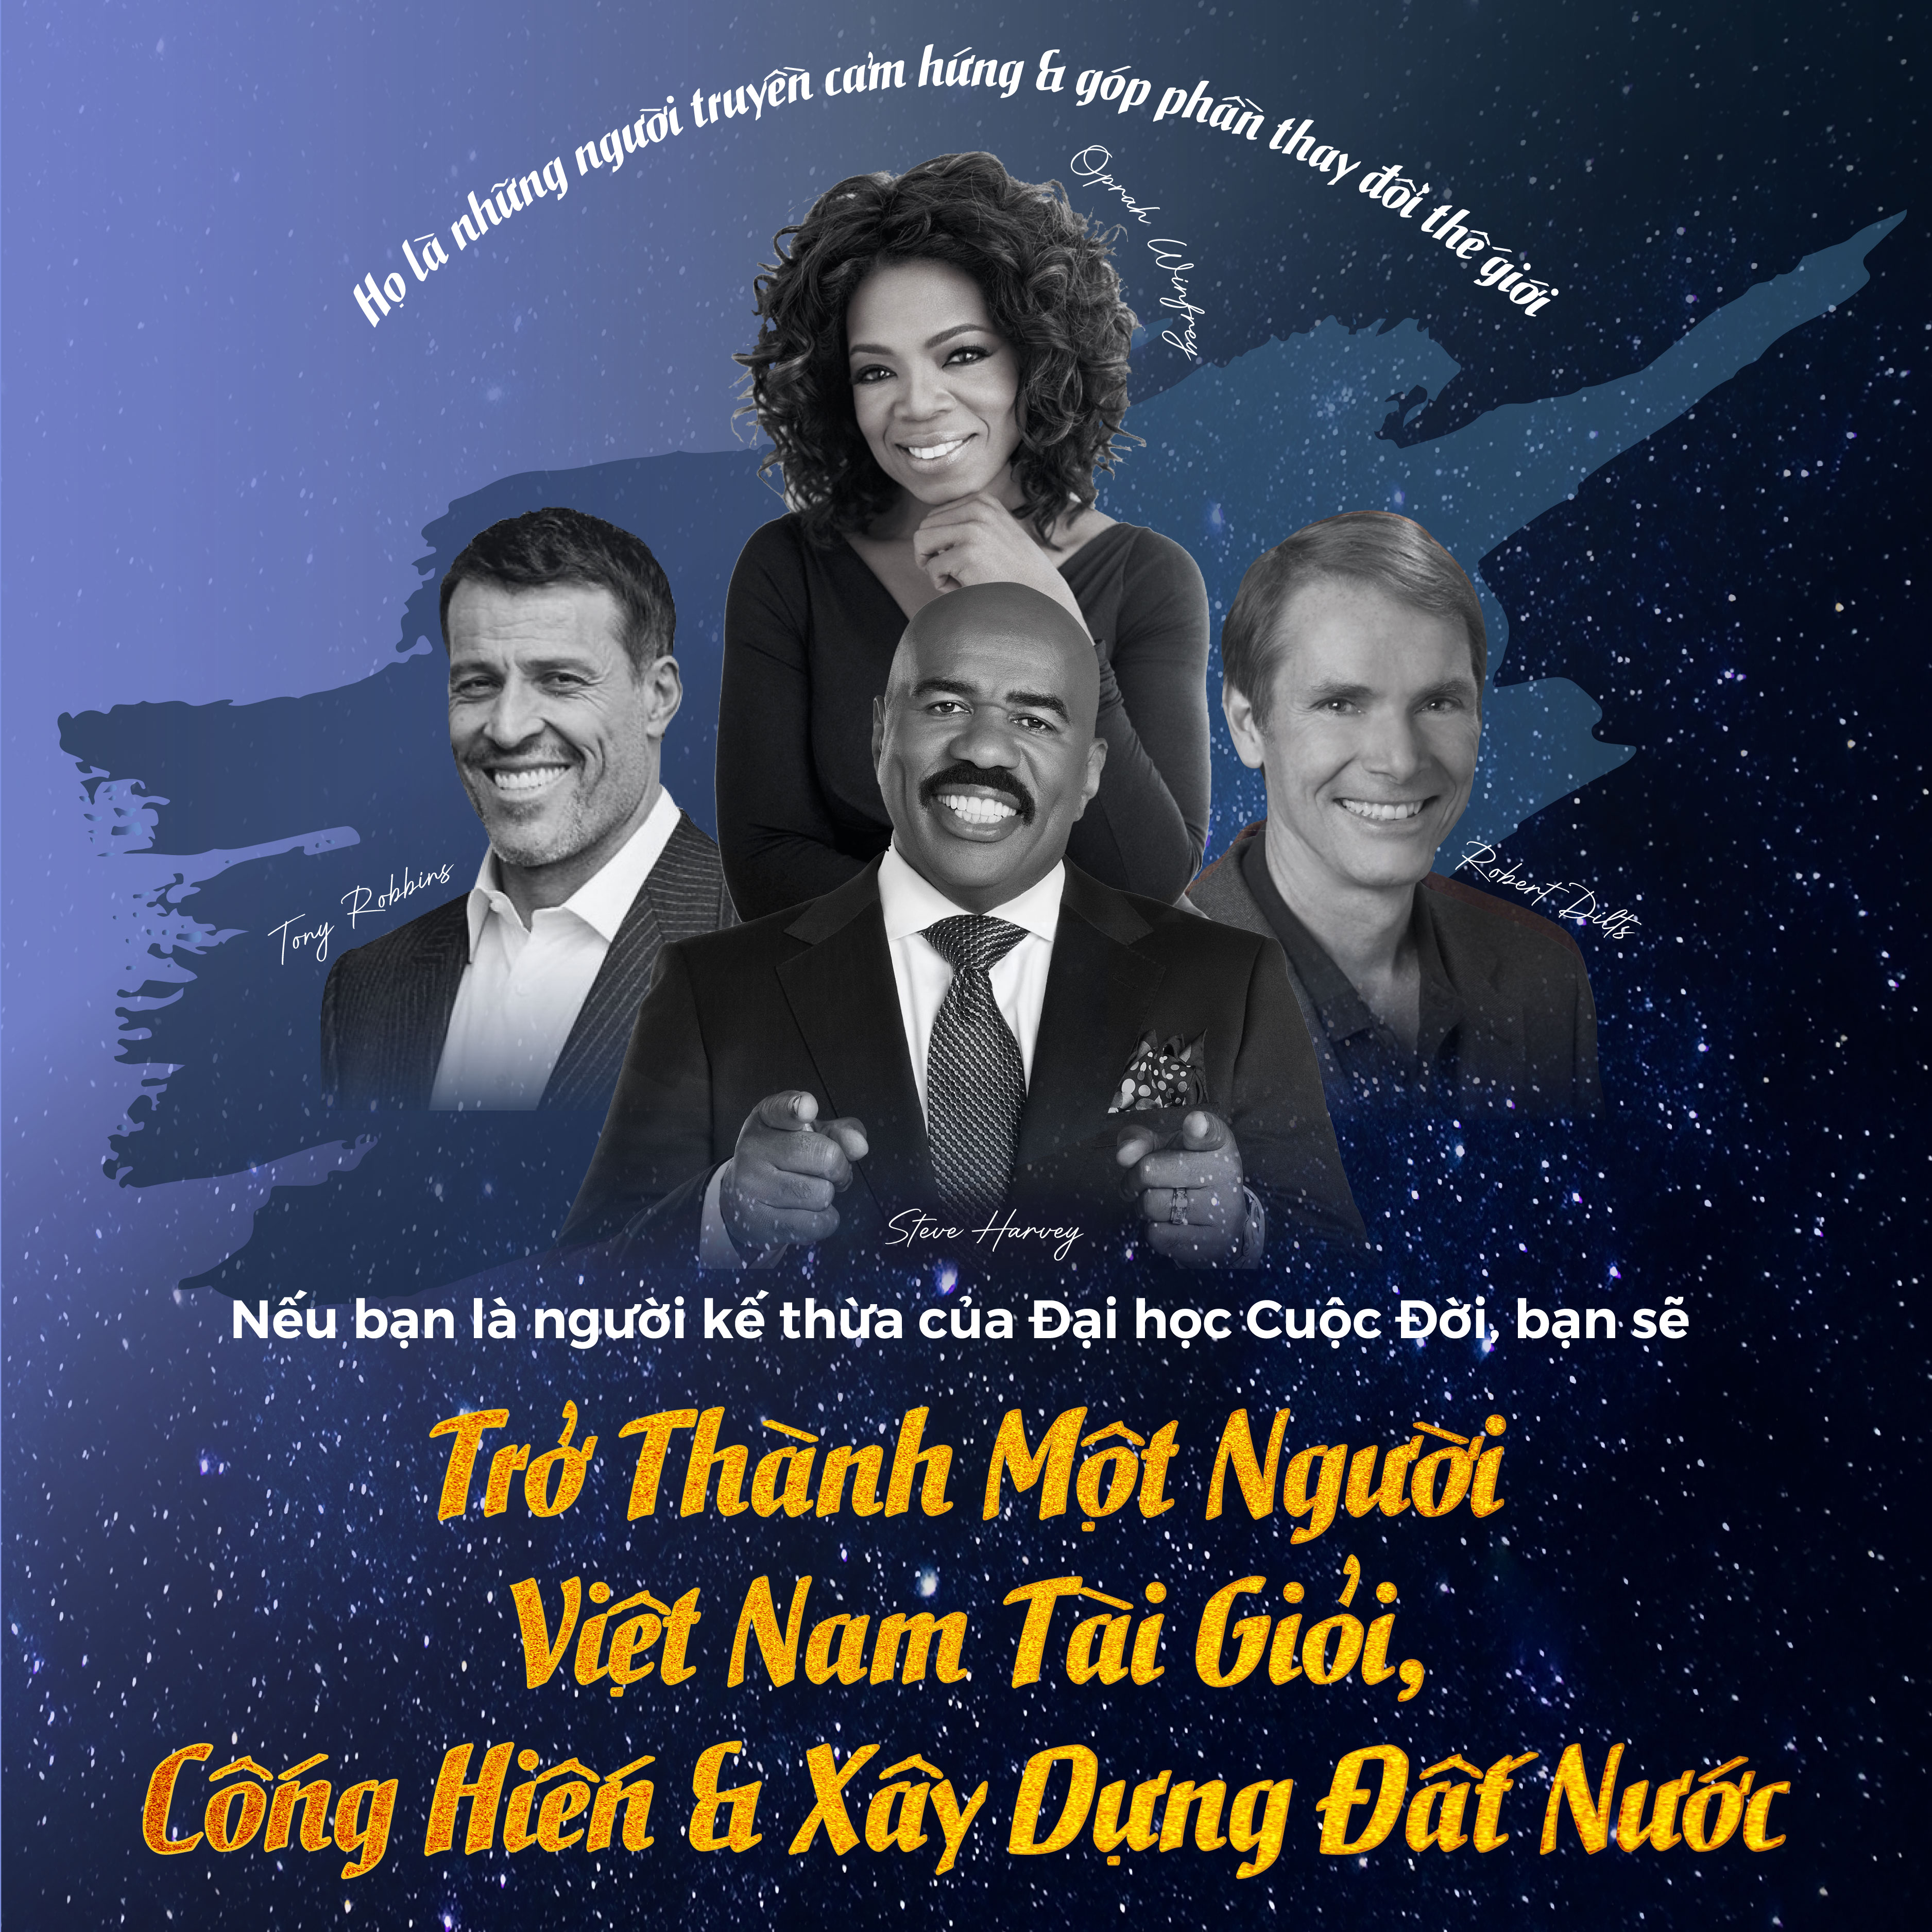 Họ là những người truyền cảm hứng & góp phần thay đổi thế giới
Oprah Winfrey
Tony Robbins
Robert Dilts
Steve Harvey
Nếu bạn là người kế thừa của Đại học Cuộc Đời, bạn sẽ
Trở Thành Một Người
Việt Nam Tài Giỏi,
Cống Hiến & Xây Dựng Đất Nước